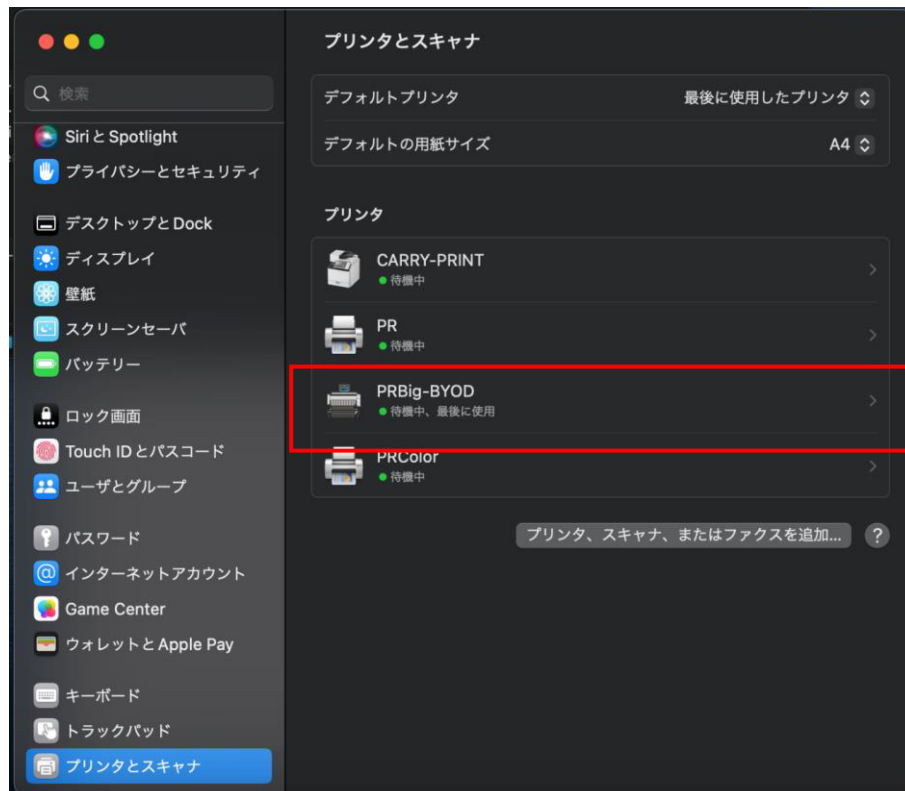 プリンタとスキャナ
検索
Siri と Spotlight
プライバシーとセキュリティ
デスクトップと Dock
ディスプレイ
壁紙
スクリーンセーバ
バッテリー
ロック画面
Touch ID とパスコード
ユーザとグループ
パスワード
インターネットアカウント
Game Center
ウォレットと Apple Pay
キーボード
トラックパッド
プリンタとスキャナ
デフォルトプリンタ 最後に使用したプリンタ
デフォルトの用紙サイズ A4
プリンタ
CARRY-PRINT
待機中
PR
待機中
PRBig-BYOD
待機中、最後に使用
PRColor
待機中
プリンタ、スキャナ、またはファクスを追加... ?